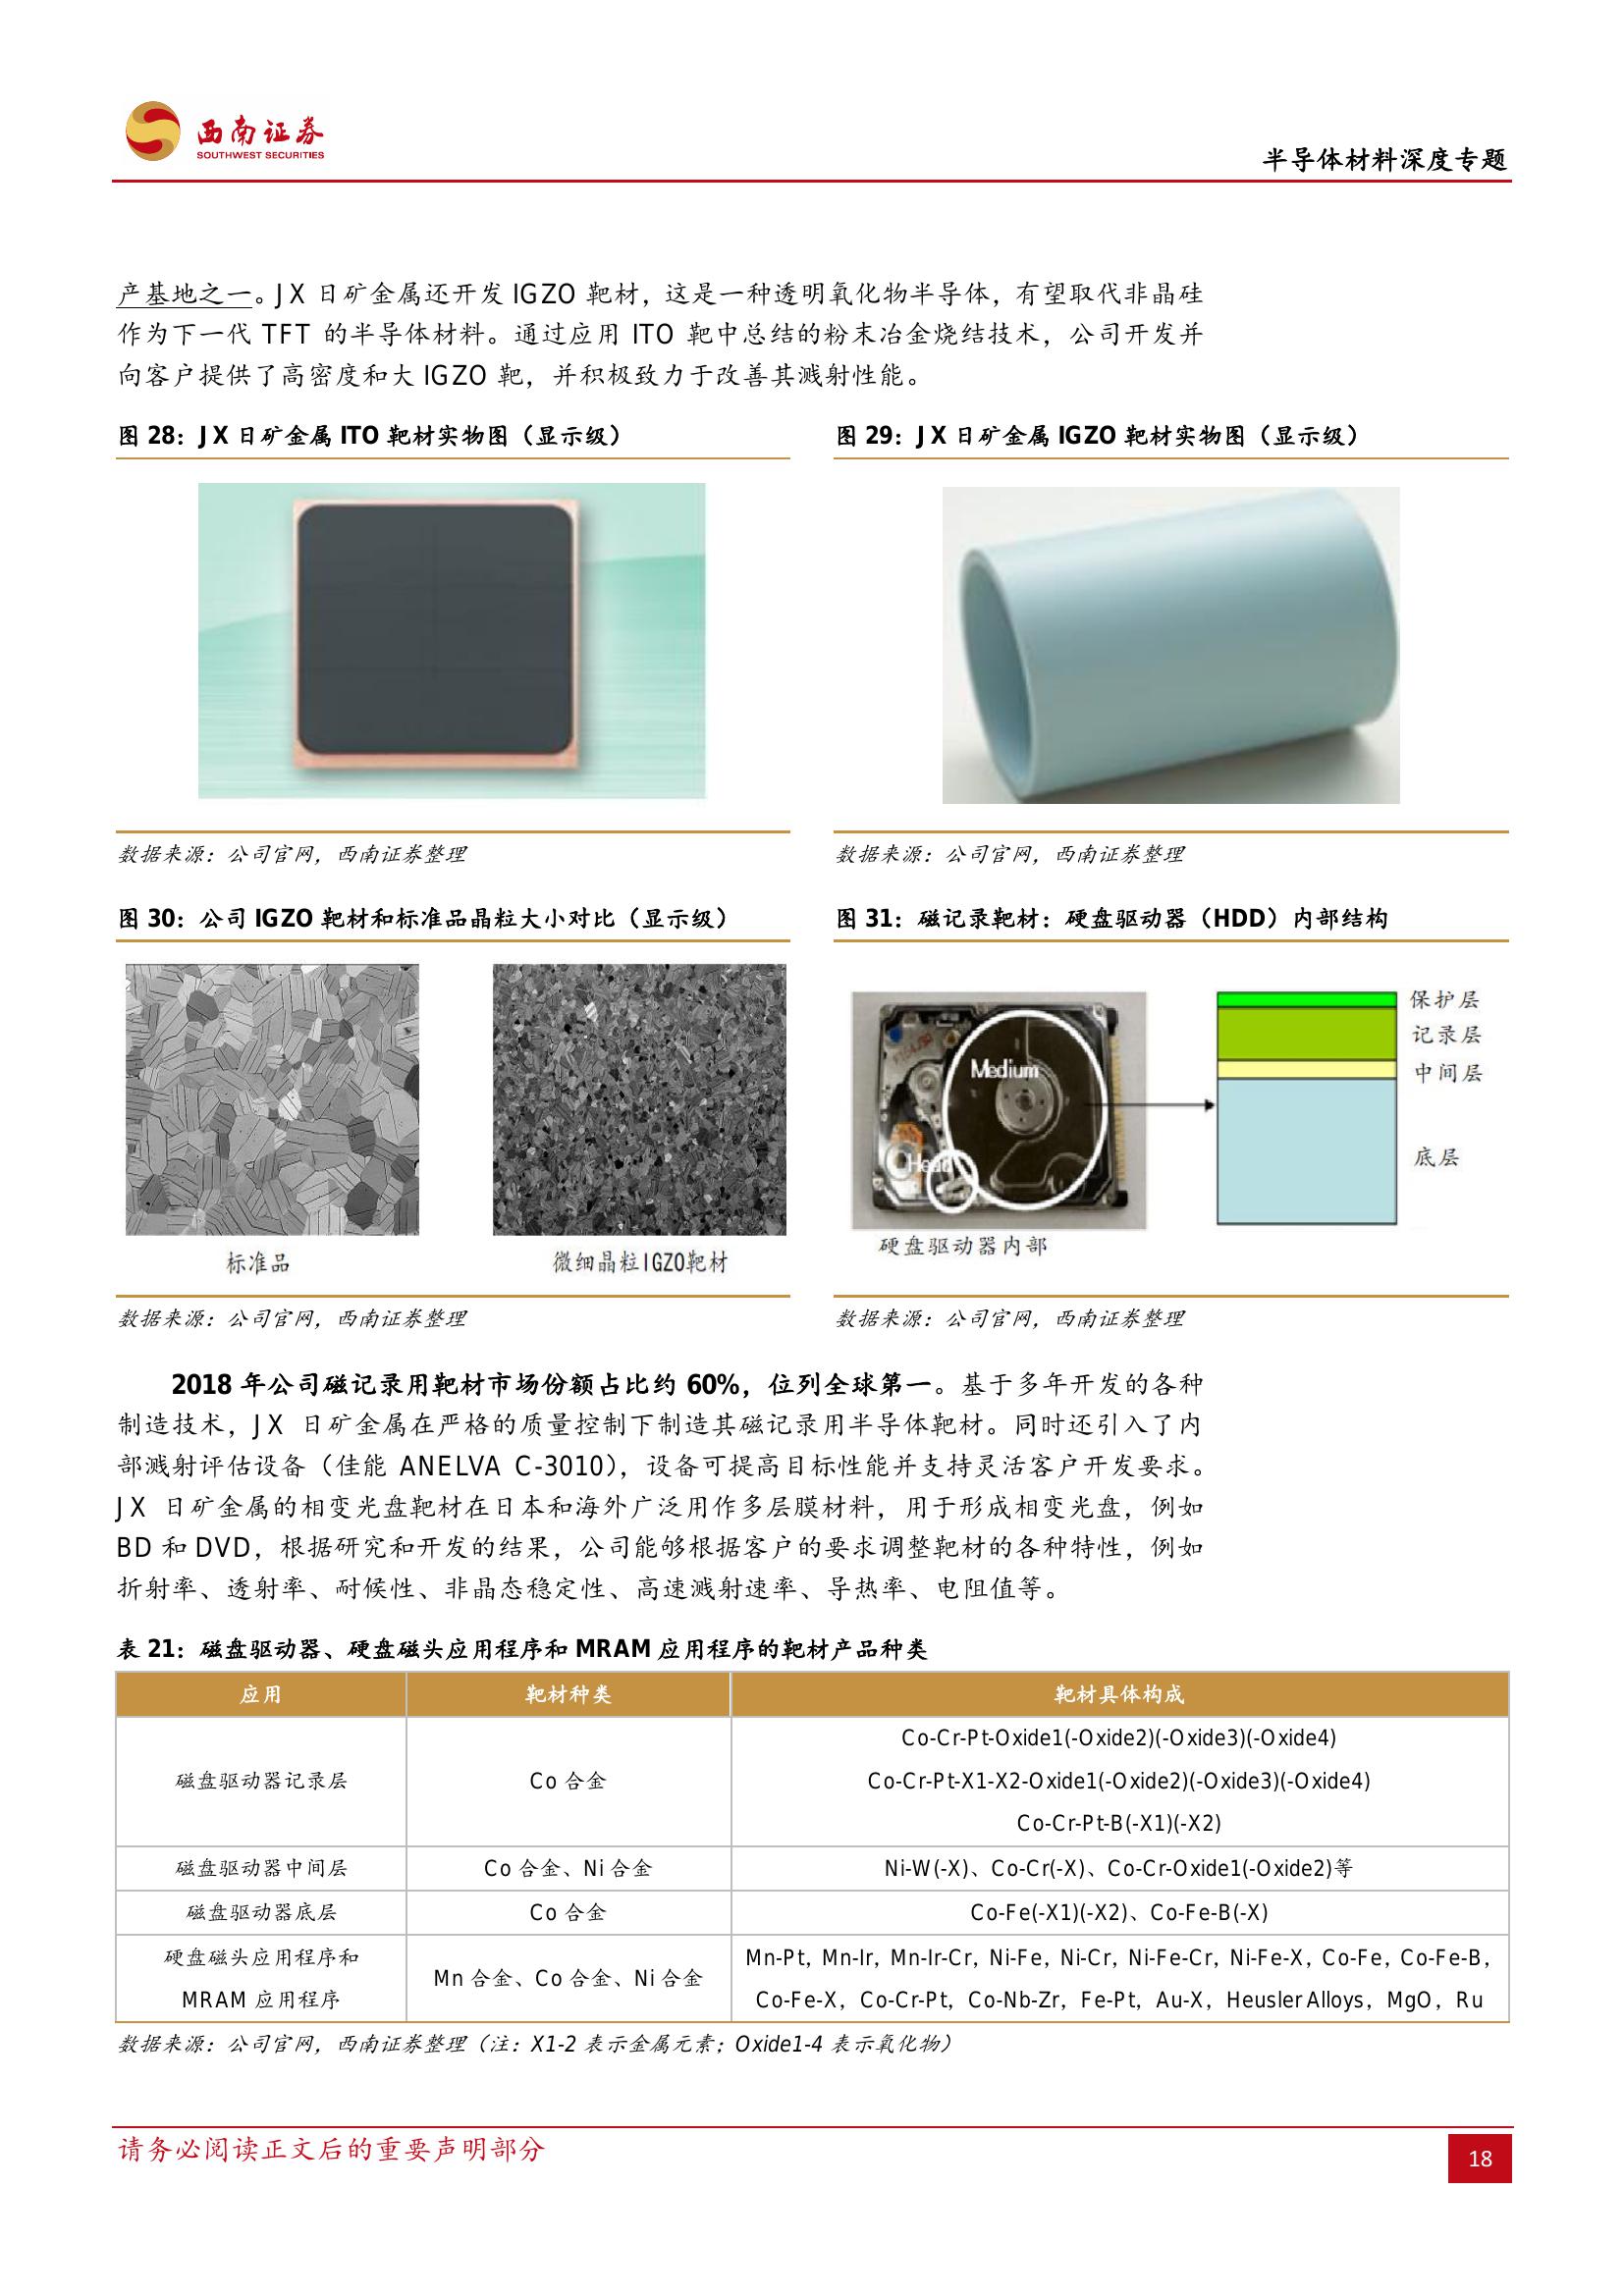 西南证券
SOUTHWEST SECURITIES
半导体材料深度专题
产基地之一。JX 日矿金属还开发 IGZO 靶材，这是一种透明氧化物半导体，有望取代非晶硅
作为下一代 TFT 的半导体材料。通过应用 ITO 靶中总结的粉末冶金烧结技术，公司开发并
向客户提供了高密度和大 IGZO 靶，并积极致力于改善其溅射性能。
图 28：JX 日矿金属 ITO 靶材实物图（显示级）
图 29：JX 日矿金属 IGZO 靶材实物图（显示级）
数据来源：公司官网，西南证券整理
数据来源：公司官网，西南证券整理
图 30：公司 IGZO 靶材和标准品晶粒大小对比（显示级）
图 31：磁记录靶材：硬盘驱动器（HDD）内部结构
标准品
微细晶粒IGZO靶材
Medium
Head
硬盘驱动器内部
保护层
记录层
中间层
底层
数据来源：公司官网，西南证券整理
数据来源：公司官网，西南证券整理
2018 年公司磁记录用靶材市场份额占比约 60%，位列全球第一。基于多年开发的各种
制造技术，JX 日矿金属在严格的质量控制下制造其磁记录用半导体靶材。同时还引入了内
部溅射评估设备（佳能 ANELVA C-3010），设备可提高目标性能并支持灵活客户开发要求。
JX 日矿金属的相变光盘靶材在日本和海外广泛用作多层膜材料，用于形成相变光盘，例如
BD 和 DVD，根据研究和开发的结果，公司能够根据客户的要求调整靶材的各种特性，例如
折射率、透射率、耐候性、非晶态稳定性、高速溅射速率、导热率、电阻值等。
表 21：磁盘驱动器、硬盘磁头应用程序和 MRAM 应用程序的靶材产品种类
应用 靶材种类 靶材具体构成
磁盘驱动器记录层 Co 合金 Co-Cr-Pt-Oxide1(-Oxide2)(-Oxide3)(-Oxide4)
Co-Cr-Pt-X1-X2-Oxide1(-Oxide2)(-Oxide3)(-Oxide4)
Co-Cr-Pt-B(-X1)(-X2)
磁盘驱动器中间层 Co 合金、Ni 合金 Ni-W(-X)、Co-Cr(-X)、Co-Cr-Oxide1(-Oxide2)等
磁盘驱动器底层 Co 合金 Co-Fe(-X1)(-X2)、Co-Fe-B(-X)
硬盘磁头应用程序和
MRAM 应用程序 Mn 合金、Co 合金、Ni 合金 Mn-Pt，Mn-Ir，Mn-Ir-Cr，Ni-Fe，Ni-Cr，Ni-Fe-Cr，Ni-Fe-X，Co-Fe，Co-Fe-B，
Co-Fe-X，Co-Cr-Pt，Co-Nb-Zr，Fe-Pt，Au-X，Heusler Alloys，MgO，Ru
数据来源：公司官网，西南证券整理（注：X1-2 表示金属元素；Oxide1-4 表示氧化物）
请务必阅读正文后的重要声明部分
18